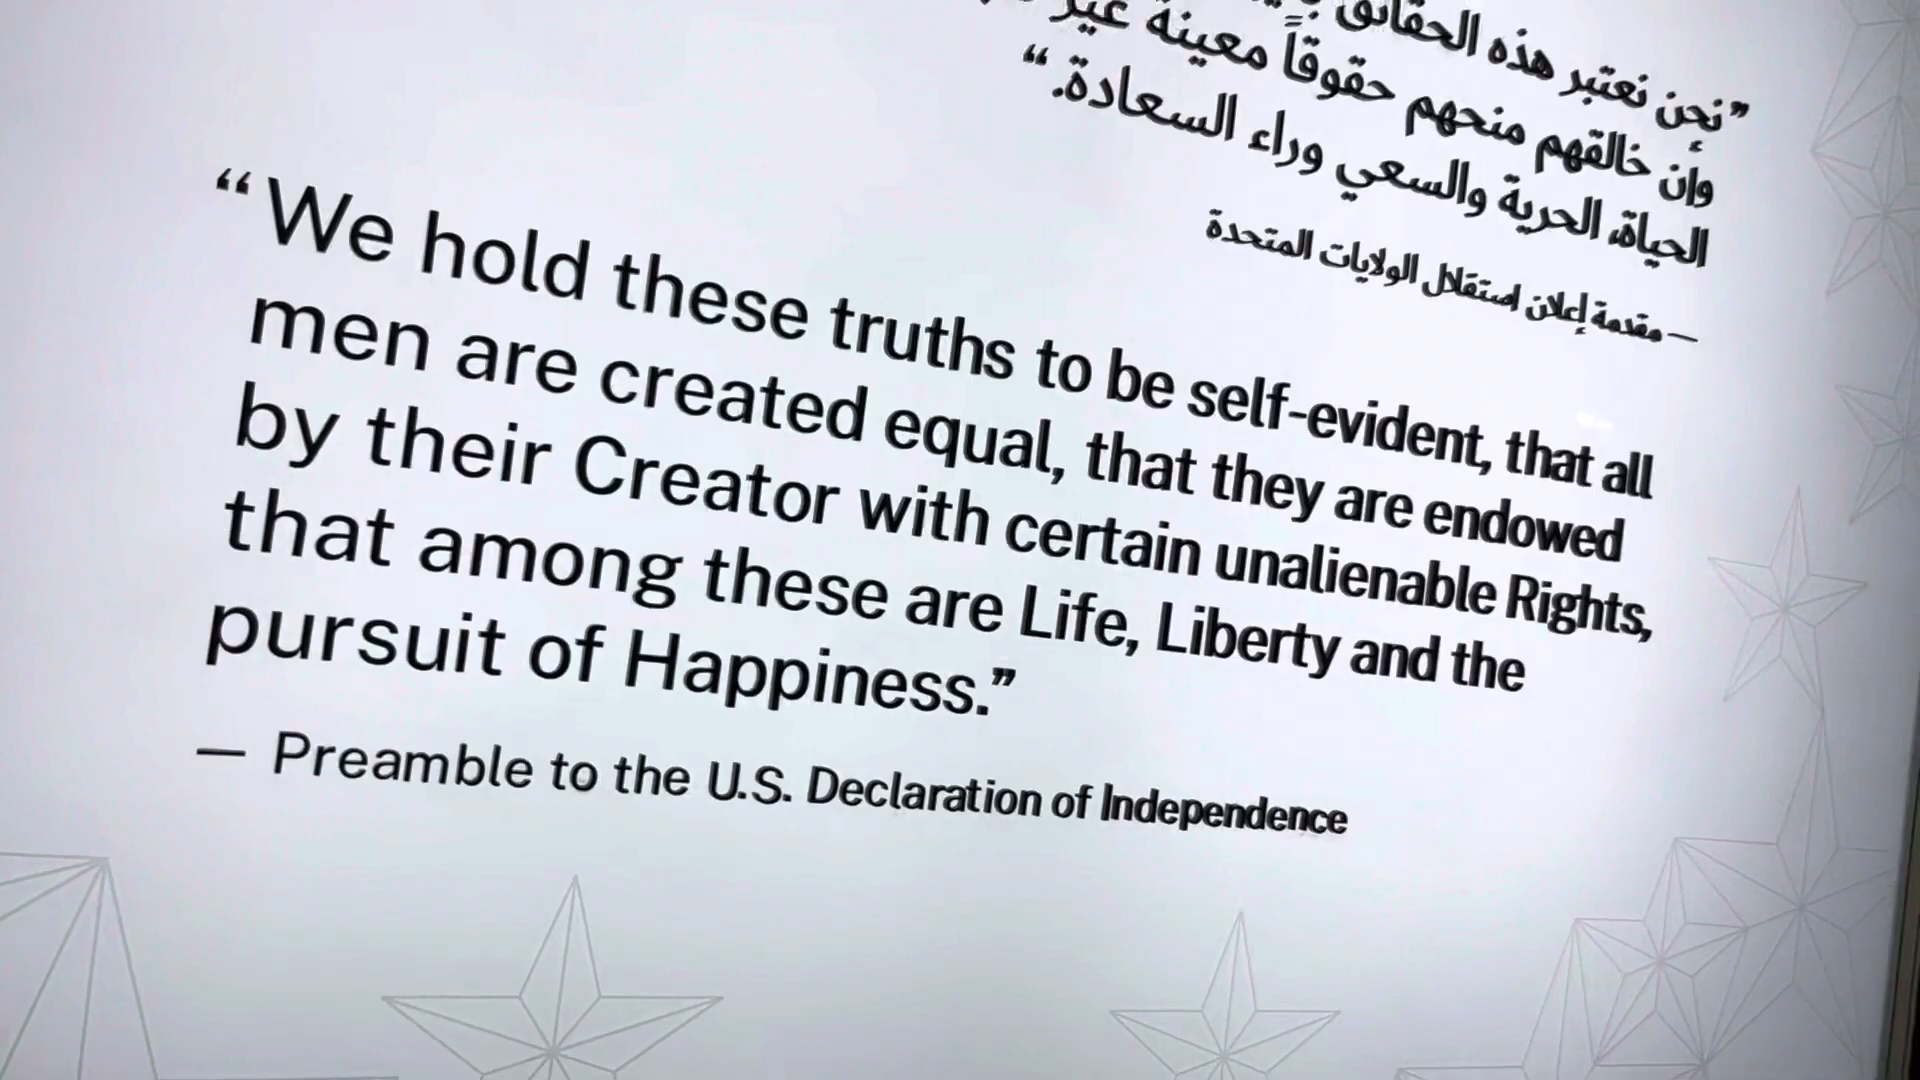 ”نحن نعتبر هذه الحقائق
وأن خالقهم منحهم حقوقاً معينة غير
الحياة، الحرية والسعي وراء السعادة.“
— مقدمة إعلان استقلال الولايات المتحدة
“We hold these truths to be self-evident, that all
men are created equal, that they are endowed
by their Creator with certain unalienable Rights,
that among these are Life, Liberty and the
pursuit of Happiness.”
— Preamble to the U.S. Declaration of Independence